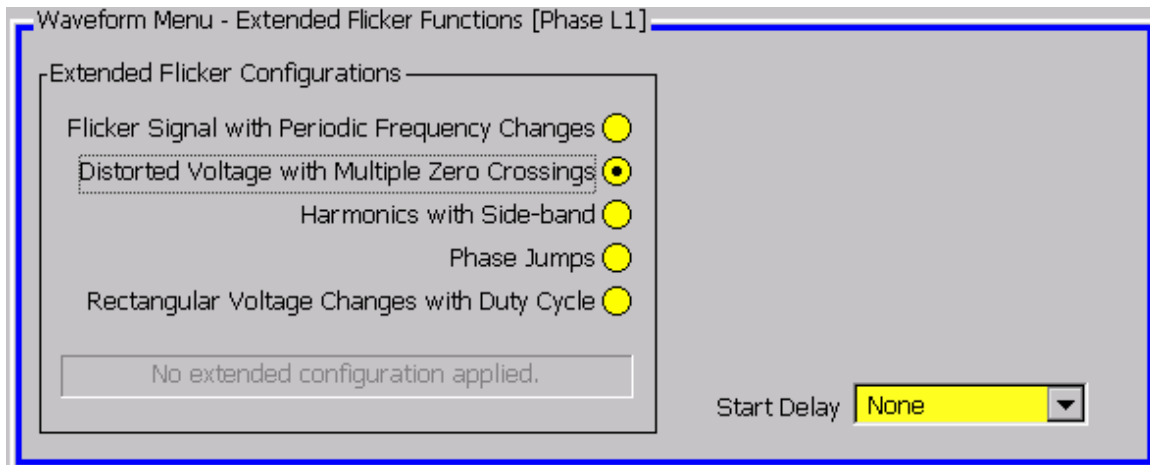 Waveform Menu - Extended Flicker Functions [Phase L1]
Extended Flicker Configurations
Flicker Signal with Periodic Frequency Changes
Distorted Voltage with Multiple Zero Crossings
Harmonics with Side-band
Phase Jumps
Rectangular Voltage Changes with Duty Cycle
No extended configuration applied.
Start Delay None